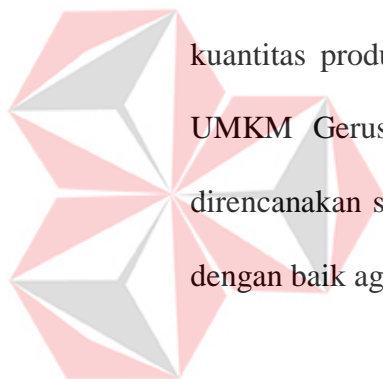 kuantitas produ
UMKM Gerus
direncanakan s
dengan baik ag